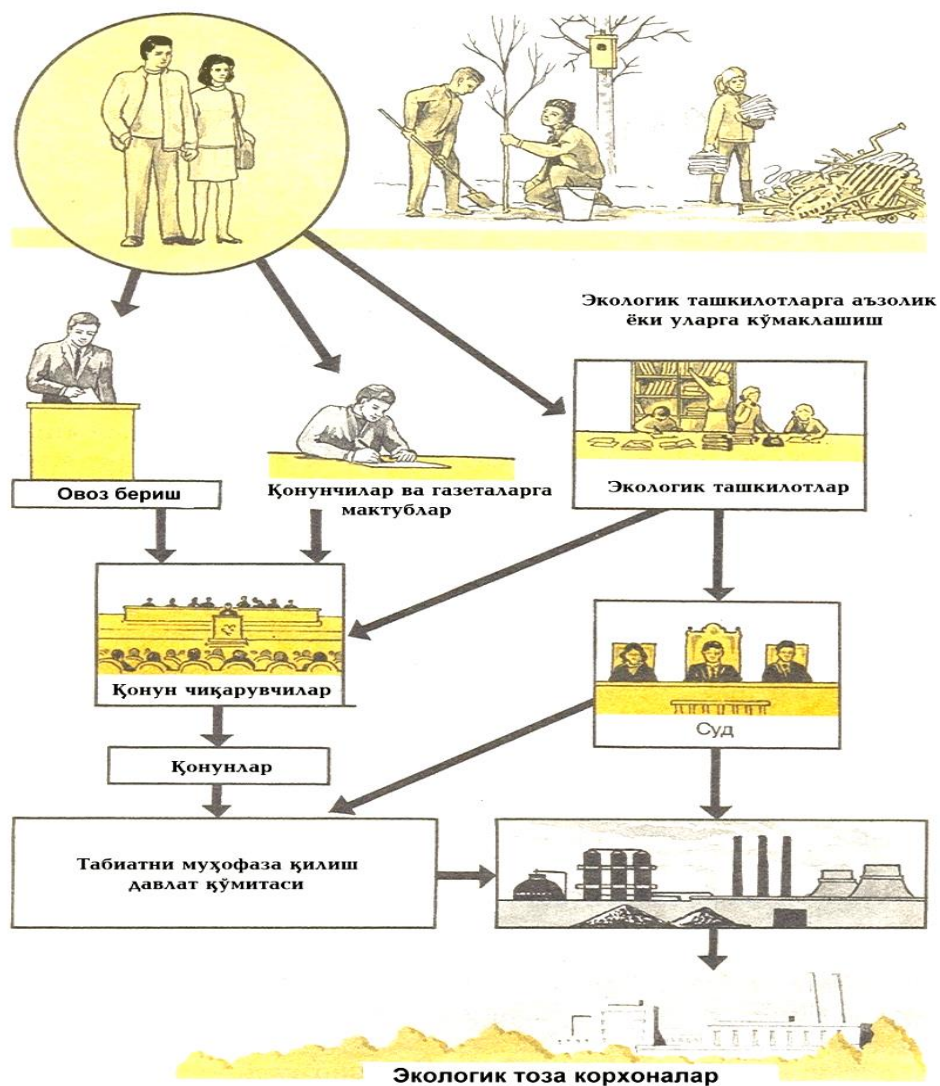 Экологик ташкилотларга аъзолик
ёки уларга кўмаклашиш
Овоз бериш
Қонунчилар ва газеталарга
мактублар
Экологик ташкилотлар
Қонун чиқарувчилар
Суд
Қонунлар
Табиатни муҳофаза қилиш
давлат қўмитаси
Экологик тоза корхоналар